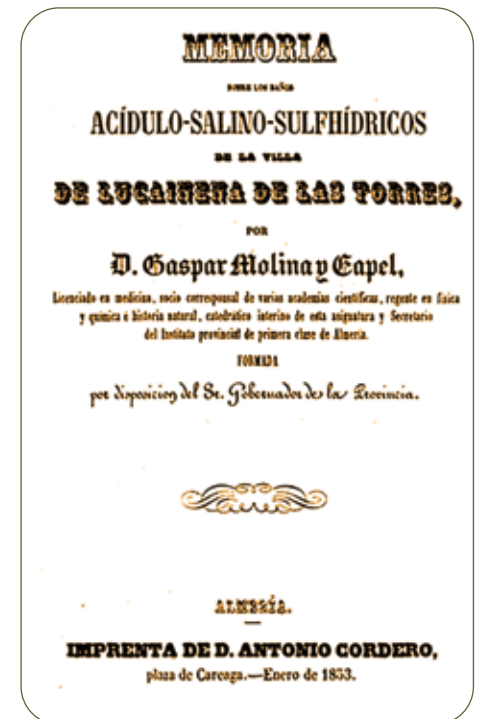 MEMORIA
SOBRE LOS BAÑOS
ACÍDULO-SALINO-SULFHÍDRICOS
DE LA VILLA
DE LUCAINENA DE LAS TORRES,
POR
D. Gaspar Molina y Capel,
Licenciado en medicina, socio corresponsal de varias academias científicas, regente en física
y química é historia natural, catedrático interino de esta asignatura y Secretario
del Instituto provincial de primera clase de Almería.
FORMADA
por disposicion del Sr. Gobernador de la Provincia.
ALMERÍA.
IMPRENTA DE D. ANTONIO CORDERO,
plaza de Careaga.—Enero de 1853.